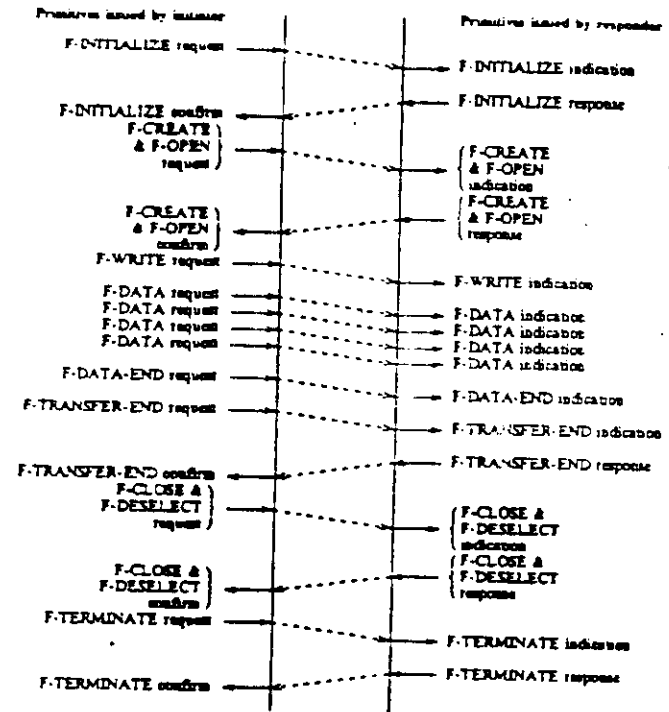 Primitives issued by initiator
Primitives issued by responder
F-INITIALIZE request
F-INITIALIZE indication
F-INITIALIZE response
F-INITIALIZE confirm
F-CREATE
& F-OPEN
request
F-CREATE
& F-OPEN
indication
F-CREATE
& F-OPEN
response
F-CREATE
& F-OPEN
confirm
F-WRITE request
F-WRITE indication
F-DATA request
F-DATA indication
F-DATA request
F-DATA indication
F-DATA request
F-DATA indication
F-DATA request
F-DATA indication
F-DATA-END request
F-DATA-END indication
F-TRANSFER-END request
F-TRANSFER-END indication
F-TRANSFER-END response
F-TRANSFER-END confirm
F-CLOSE &
F-DESELECT
request
F-CLOSE &
F-DESELECT
indication
F-CLOSE &
F-DESELECT
response
F-CLOSE &
F-DESELECT
confirm
F-TERMINATE request
F-TERMINATE indication
F-TERMINATE response
F-TERMINATE confirm